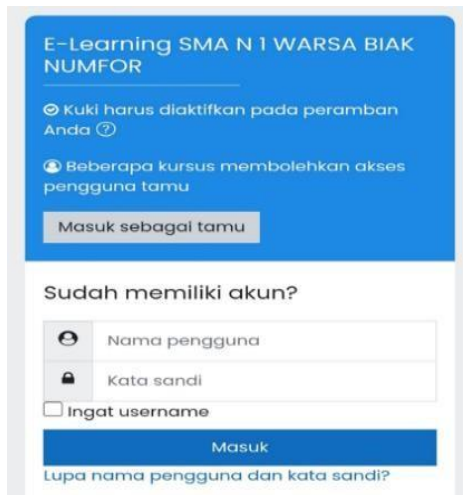 E-Learning SMA N 1 WARSA BIAK
NUMFOR
Kuki harus diaktifkan pada peramban
Anda
Beberapa kursus membolehkan akses
pengguna tamu
Masuk sebagai tamu
Sudah memiliki akun?
Nama pengguna
Kata sandi
Ingat username
Masuk
Lupa nama pengguna dan kata sandi?